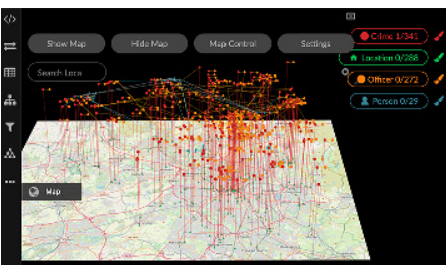 Crime 1/341
Show Map
Hide Map
Map Control
Settings
Location 0/288
Search Loca
Officer 0/272
Person 0/29
Map